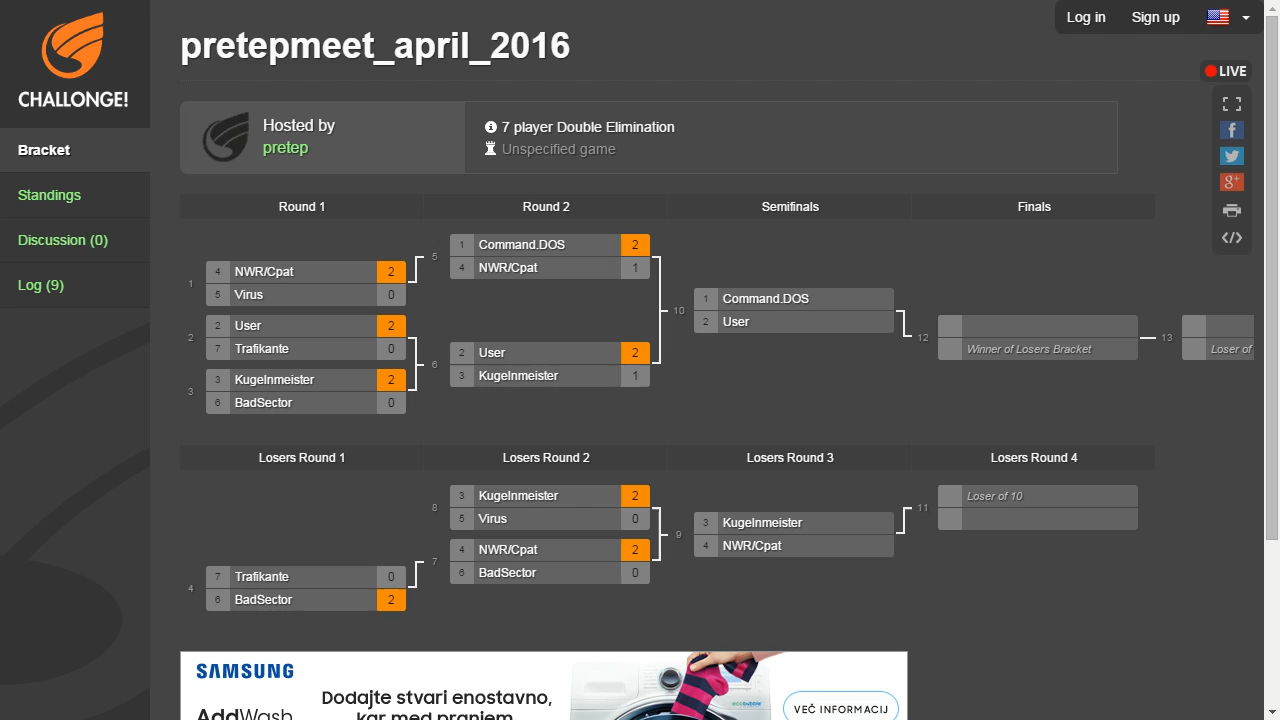 Log in Sign up
pretepmeet_april_2016
LIVE
CHALLONGE!
Hosted by
pretep
7 player Double Elimination
Unspecified game
Bracket
Standings
Discussion (0)
Log (9)
Round 1 Round 2 Semifinals Finals
1
4 NWR/Cpat 2
5 Virus 0
2
2 User 2
7 Trafikante 0
3
3 Kugelnmeister 2
6 BadSector 0
5
1 Command.DOS 2
4 NWR/Cpat 1
6
2 User 2
3 Kugelnmeister 1
10
1 Command.DOS
2 User
12
Winner of Losers Bracket
13
Loser of
Losers Round 1 Losers Round 2 Losers Round 3 Losers Round 4
4
7 Trafikante 0
6 BadSector 2
8
3 Kugelnmeister 2
5 Virus 0
7
4 NWR/Cpat 2
6 BadSector 0
9
3 Kugelnmeister
4 NWR/Cpat
11
Loser of 10
SAMSUNG
AddWash
Dodajte stvari enostavno,
kar med pranjem
ecobubble
VEČ INFORMACIJ